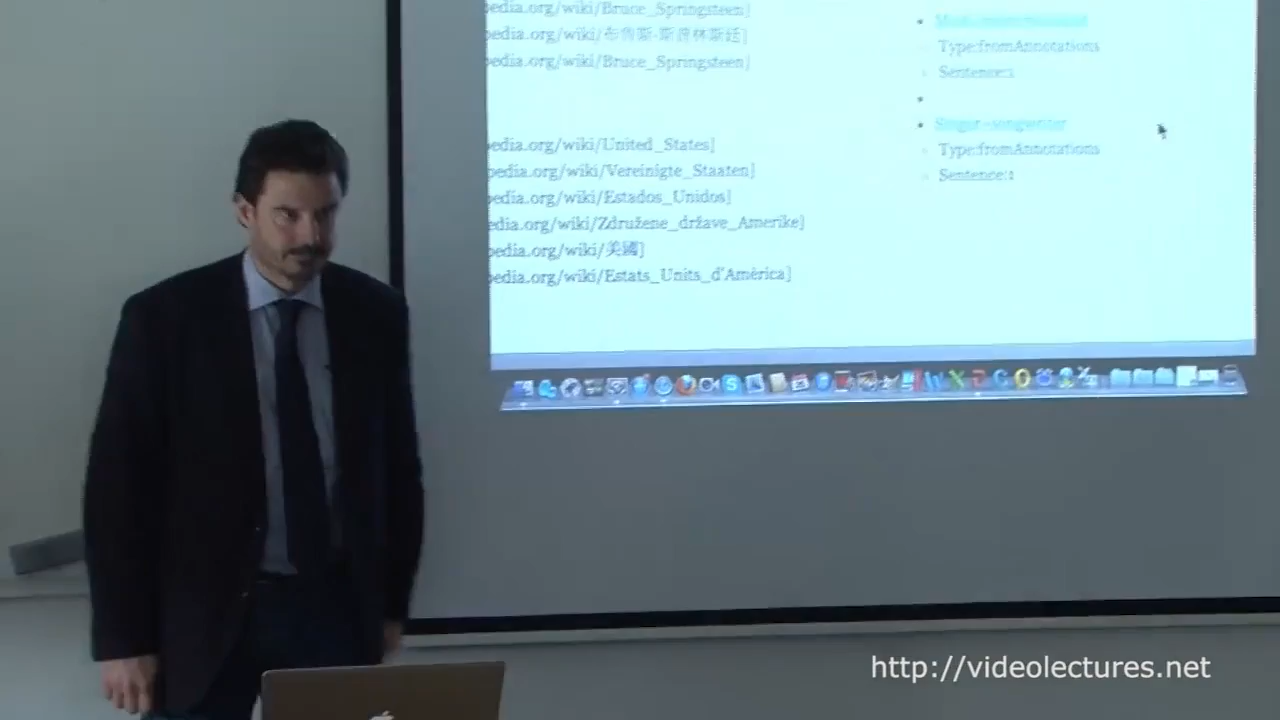 pedia.org/wiki/Bruce_Springsteen]
pedia.org/wiki/布魯斯·斯普林斯廷]
pedia.org/wiki/Bruce_Springsteen]
pedia.org/wiki/United_States]
pedia.org/wiki/Vereinigte_Staaten]
pedia.org/wiki/Estados_Unidos]
pedia.org/wiki/Združene_države_Amerike]
pedia.org/wiki/美國]
pedia.org/wiki/Estats_Units_d'Amèrica]
Type:fromAnnotations
Sentence:1
Singer-songwriter
Type:fromAnnotations
Sentence:1
http://videolectures.net